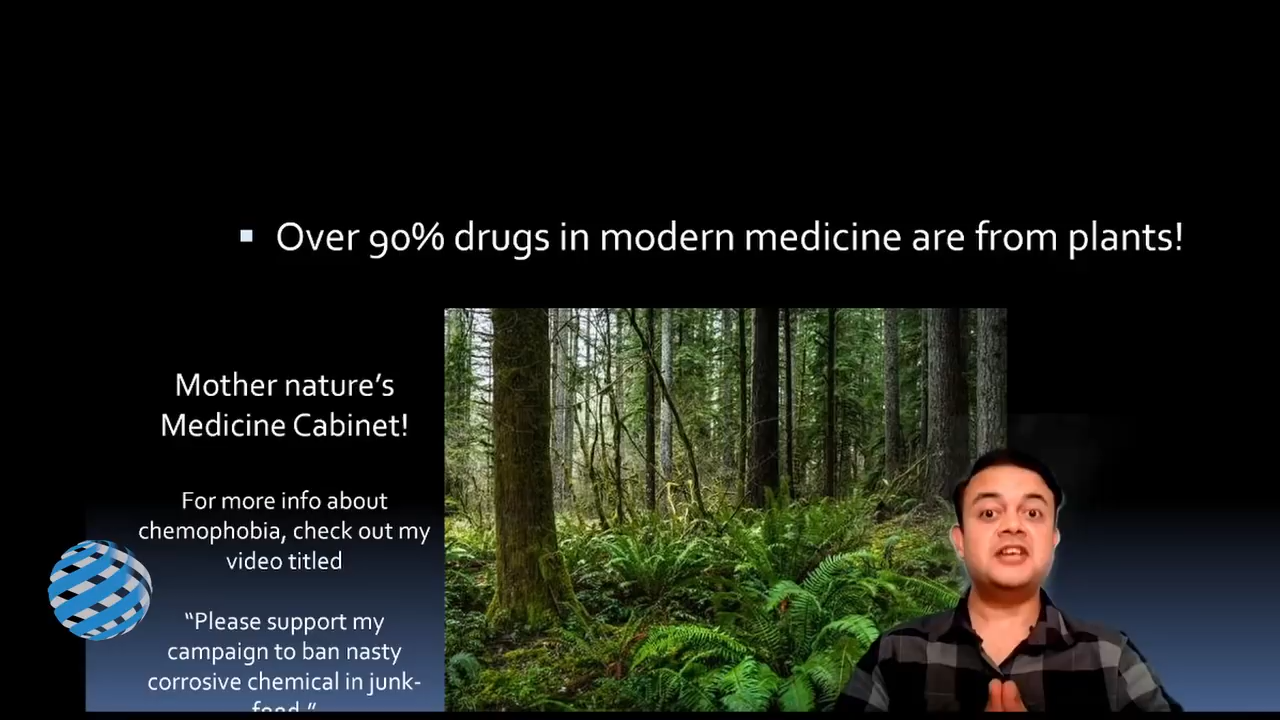 Over 90% drugs in modern medicine are from plants!
Mother nature's
Medicine Cabinet!
For more info about
chemophobia, check out my
video titled
“Please support my
campaign to ban nasty
corrosive chemical in junk-
food.”